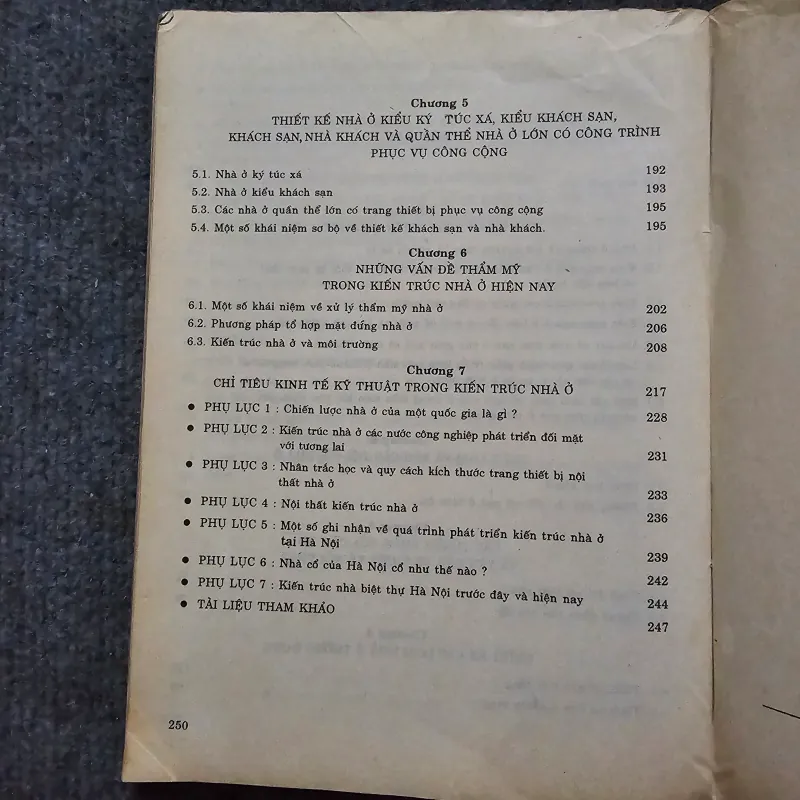 Chương 5
THIẾT KẾ NHÀ Ở KIỂU KÝ TÚC XÁ, KIỂU KHÁCH SẠN,
KHÁCH SẠN, NHÀ KHÁCH VÀ QUẦN THỂ NHÀ Ở LỚN CÓ CÔNG TRÌNH
PHỤC VỤ CÔNG CỘNG
5.1. Nhà ở ký túc xá 192
5.2. Nhà ở kiểu khách sạn 193
5.3. Các nhà ở quần thể lớn có trang thiết bị phục vụ công cộng 195
5.4. Một số khái niệm sơ bộ về thiết kế khách sạn và nhà khách. 195
Chương 6
NHỮNG VẤN ĐỀ THẨM MỸ
TRONG KIẾN TRÚC NHÀ Ở HIỆN NAY
6.1. Một số khái niệm về xử lý thẩm mỹ nhà ở 202
6.2. Phương pháp tổ hợp mặt đứng nhà ở 206
6.3. Kiến trúc nhà ở và môi trường 208
Chương 7
CHỈ TIÊU KINH TẾ KỸ THUẬT TRONG KIẾN TRÚC NHÀ Ở 217
● PHỤ LỤC 1 : Chiến lược nhà ở của một quốc gia là gì ? 228
● PHỤ LỤC 2 : Kiến trúc nhà ở các nước công nghiệp phát triển đối mặt
với tương lai 231
● PHỤ LỤC 3 : Nhân trắc học và quy cách kích thước trang thiết bị nội
thất nhà ở 233
● PHỤ LỤC 4 : Nội thất kiến trúc nhà ở 236
● PHỤ LỤC 5 : Một số ghi nhận về quá trình phát triển kiến trúc nhà ở
tại Hà Nội 239
● PHỤ LỤC 6 : Nhà cổ của Hà Nội cổ như thế nào ? 242
● PHỤ LỤC 7 : Kiến trúc nhà biệt thự Hà Nội trước đây và hiện nay 244
● TÀI LIỆU THAM KHẢO 247
250